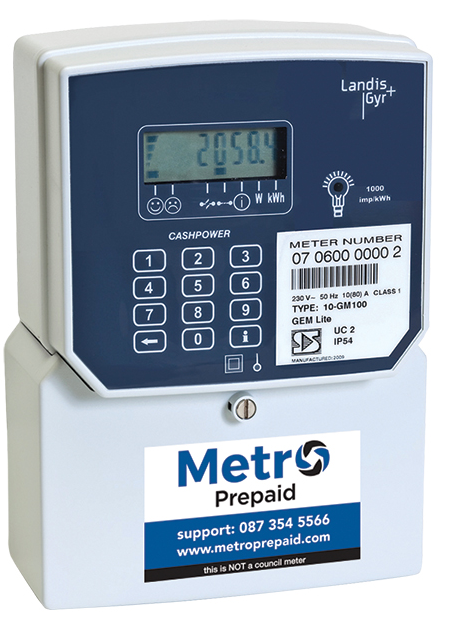 Landis
Gyr+
2058.4
W kWh
1000
imp/kWh
CASHPOWER
1 2 3
4 5 6
7 8 9
0 i
METER NUMBER
07 0600 0000 2
230 V~ 50 Hz 10(80) A CLASS 1
TYPE: 10-GM100
GEM Lite
UC 2
IP54
MANUFACTURED:2008
Metro
Prepaid
support: 087 354 5566
www.metroprepaid.com
this is NOT a council meter